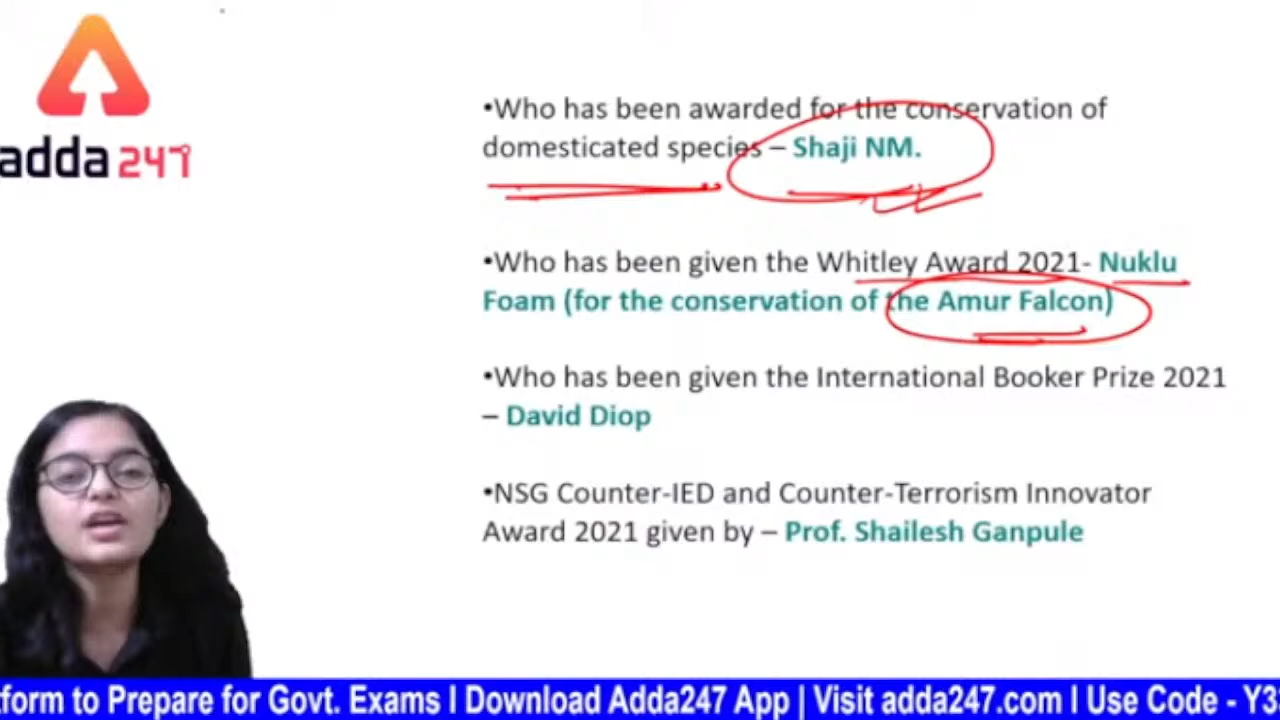 adda 247
•Who has been awarded for the conservation of
domesticated species – Shaji NM.
•Who has been given the Whitley Award 2021- Nuklu
Foam (for the conservation of the Amur Falcon)
•Who has been given the International Booker Prize 2021
– David Diop
•NSG Counter-IED and Counter-Terrorism Innovator
Award 2021 given by – Prof. Shailesh Ganpule
tform to Prepare for Govt. Exams I Download Adda247 App | Visit adda247.com I Use Code - Y3